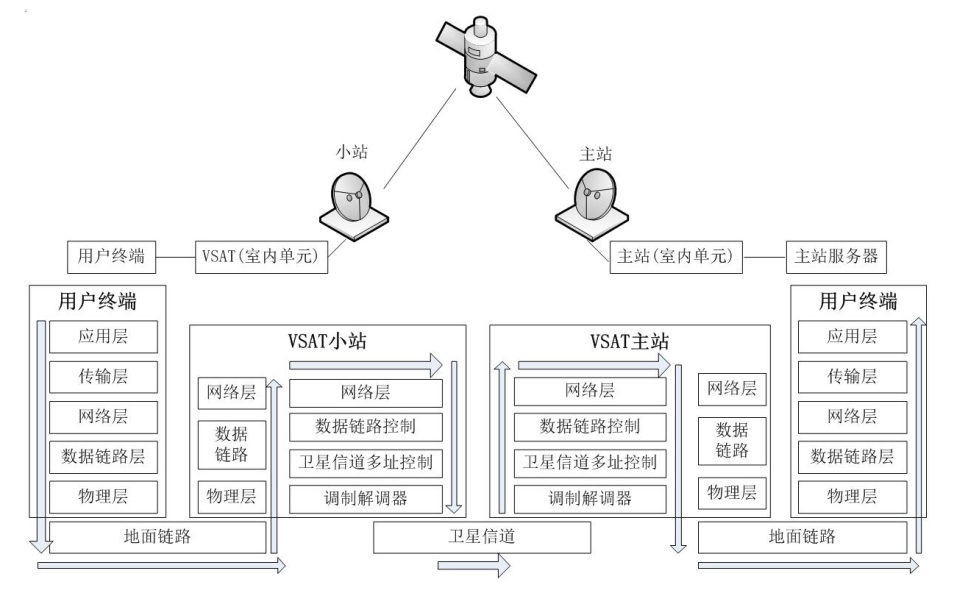 小站
主站
用户终端
VSAT(室内单元)
主站(室内单元)
主站服务器
用户终端
应用层
传输层
网络层
数据链路层
物理层
VSAT小站
网络层
数据
链路
物理层
网络层
数据链路控制
卫星信道多址控制
调制解调器
VSAT主站
网络层
数据链路控制
卫星信道多址控制
调制解调器
网络层
数据
链路
物理层
用户终端
应用层
传输层
网络层
数据链路层
物理层
地面链路
卫星信道
地面链路